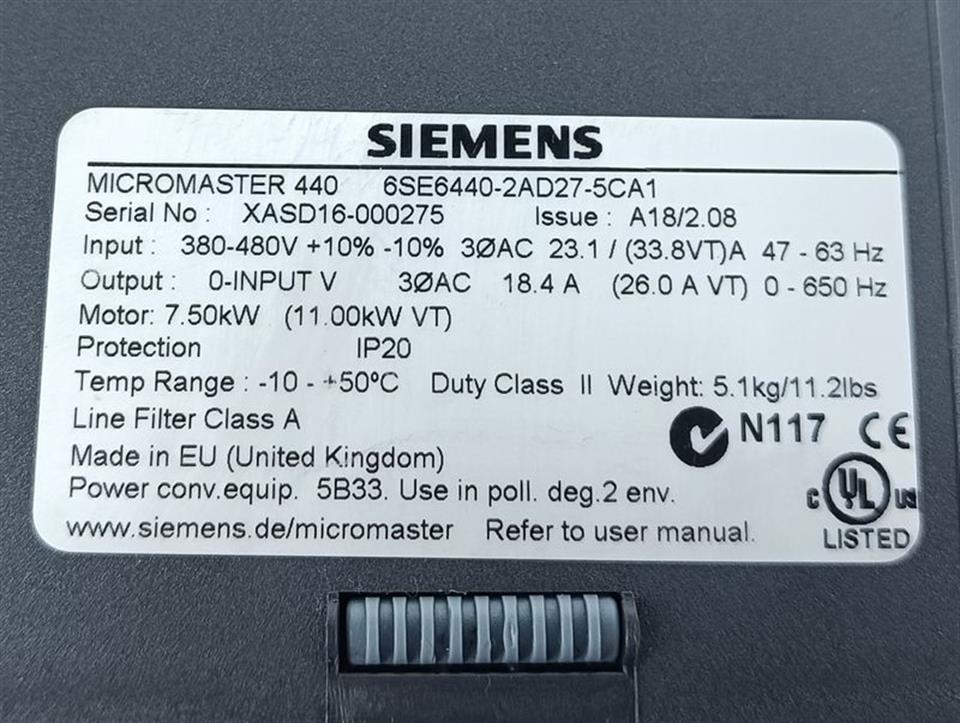 SIEMENS
MICROMASTER 440 6SE6440-2AD27-5CA1
Serial No : XASD16-000275 Issue : A18/2.08
Input : 380-480V +10% -10% 3ØAC 23.1 / (33.8VT)A 47 - 63 Hz
Output : 0-INPUT V 3ØAC 18.4 A (26.0 A VT) 0 - 650 Hz
Motor: 7.50kW (11.00kW VT)
Protection IP20
Temp Range : -10 - +50ºC Duty Class II Weight: 5.1kg/11.2lbs
Line Filter Class A
N117 CE
Made in EU (United Kingdom)
Power conv.equip. 5B33. Use in poll. deg.2 env.
C UL US
www.siemens.de/micromaster Refer to user manual.
LISTED